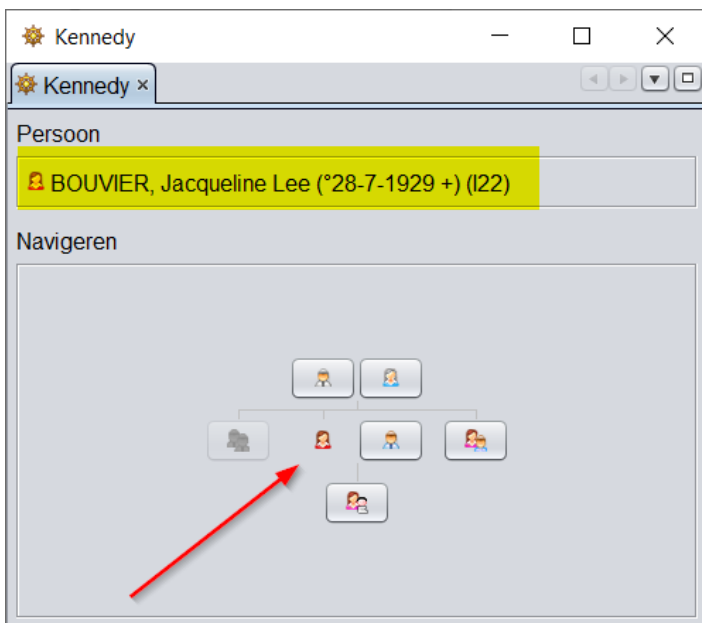 Kennedy
Kennedy ×
Persoon
BOUVIER, Jacqueline Lee (°28-7-1929 +) (I22)
Navigeren